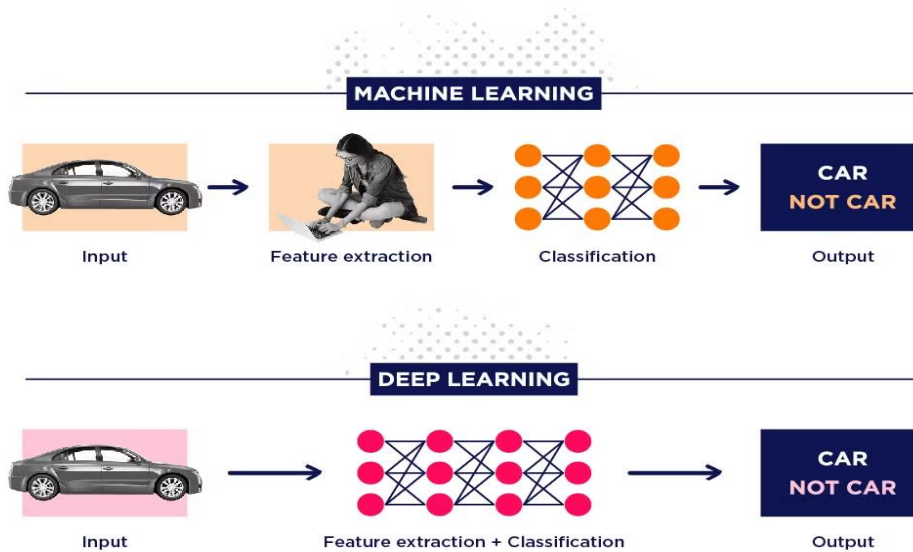 MACHINE LEARNING
CAR
NOT CAR
Input
Feature extraction
Classification
Output
DEEP LEARNING
CAR
NOT CAR
Input
Feature extraction + Classification
Output